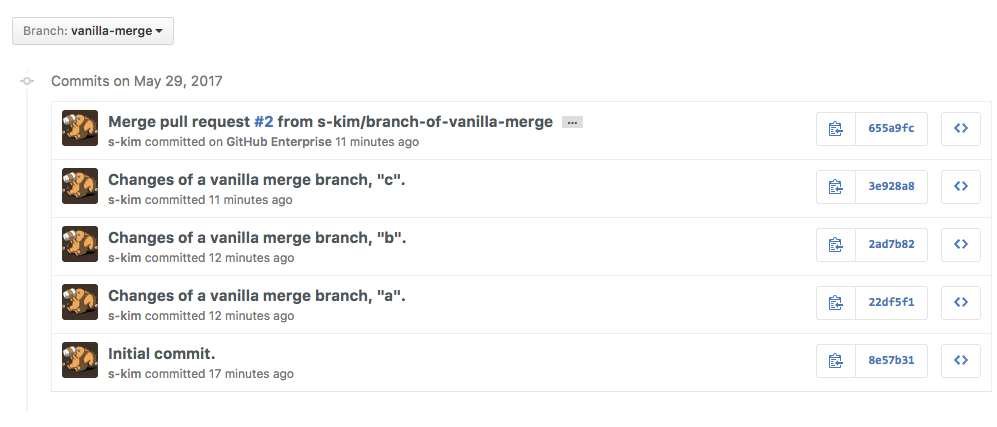 Branch: vanilla-merge
Commits on May 29, 2017
Merge pull request #2 from s-kim/branch-of-vanilla-merge …
s-kim committed on GitHub Enterprise 11 minutes ago
655a9fc
Changes of a vanilla merge branch, "c".
s-kim committed 11 minutes ago
3e928a8
Changes of a vanilla merge branch, "b".
s-kim committed 12 minutes ago
2ad7b82
Changes of a vanilla merge branch, "a".
s-kim committed 12 minutes ago
22df5f1
Initial commit.
s-kim committed 17 minutes ago
8e57b31